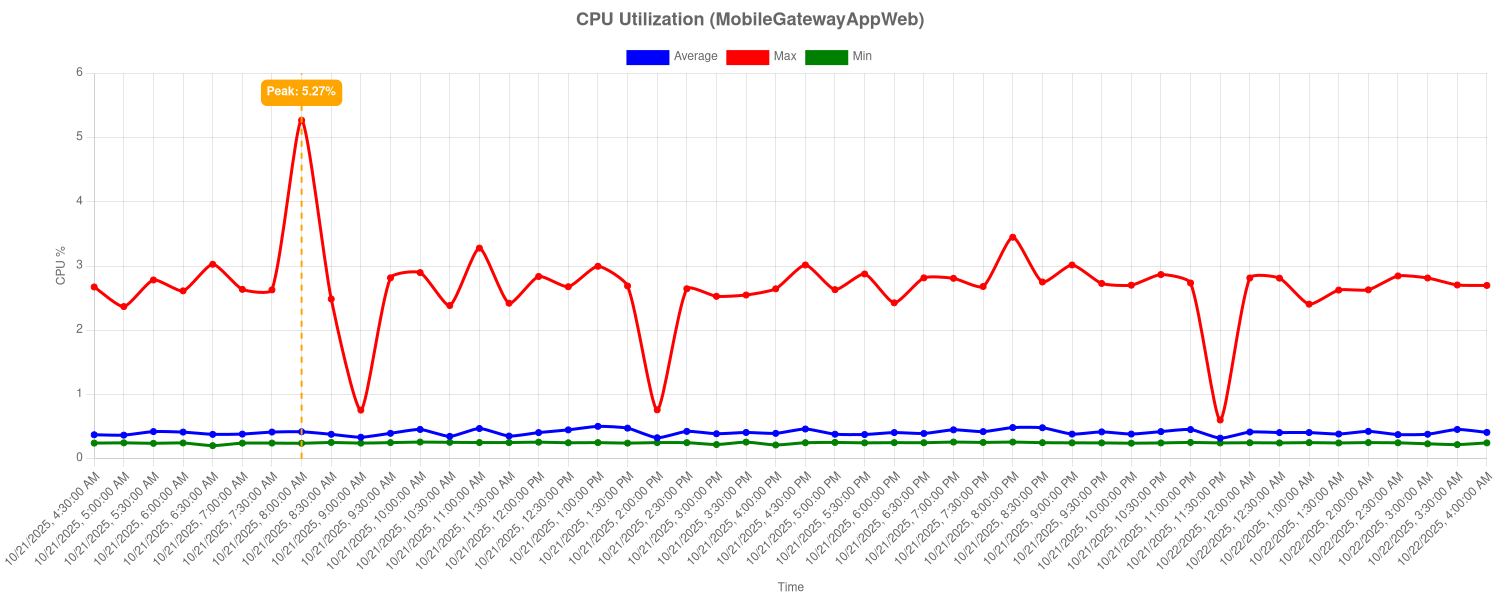 CPU Utilization (MobileGatewayAppWeb)
Average Max Min
Peak: 5.27%
6
5
4
3
2
1
0
CPU %
10/21/2025, 4:30:00 AM
10/21/2025, 5:00:00 AM
10/21/2025, 5:30:00 AM
10/21/2025, 6:00:00 AM
10/21/2025, 6:30:00 AM
10/21/2025, 7:00:00 AM
10/21/2025, 7:30:00 AM
10/21/2025, 8:00:00 AM
10/21/2025, 8:30:00 AM
10/21/2025, 9:00:00 AM
10/21/2025, 9:30:00 AM
10/21/2025, 10:00:00 AM
10/21/2025, 10:30:00 AM
10/21/2025, 11:00:00 AM
10/21/2025, 11:30:00 AM
10/21/2025, 12:00:00 PM
10/21/2025, 12:30:00 PM
10/21/2025, 1:00:00 PM
10/21/2025, 1:30:00 PM
10/21/2025, 2:00:00 PM
10/21/2025, 2:30:00 PM
10/21/2025, 3:00:00 PM
10/21/2025, 3:30:00 PM
10/21/2025, 4:00:00 PM
10/21/2025, 4:30:00 PM
10/21/2025, 5:00:00 PM
10/21/2025, 5:30:00 PM
10/21/2025, 6:00:00 PM
10/21/2025, 6:30:00 PM
10/21/2025, 7:00:00 PM
10/21/2025, 7:30:00 PM
10/21/2025, 8:00:00 PM
10/21/2025, 8:30:00 PM
10/21/2025, 9:00:00 PM
10/21/2025, 9:30:00 PM
10/21/2025, 10:00:00 PM
10/21/2025, 10:30:00 PM
10/21/2025, 11:00:00 PM
10/21/2025, 11:30:00 PM
10/22/2025, 12:00:00 AM
10/22/2025, 12:30:00 AM
10/22/2025, 1:00:00 AM
10/22/2025, 1:30:00 AM
10/22/2025, 2:00:00 AM
10/22/2025, 2:30:00 AM
10/22/2025, 3:00:00 AM
10/22/2025, 3:30:00 AM
10/22/2025, 4:00:00 AM
Time